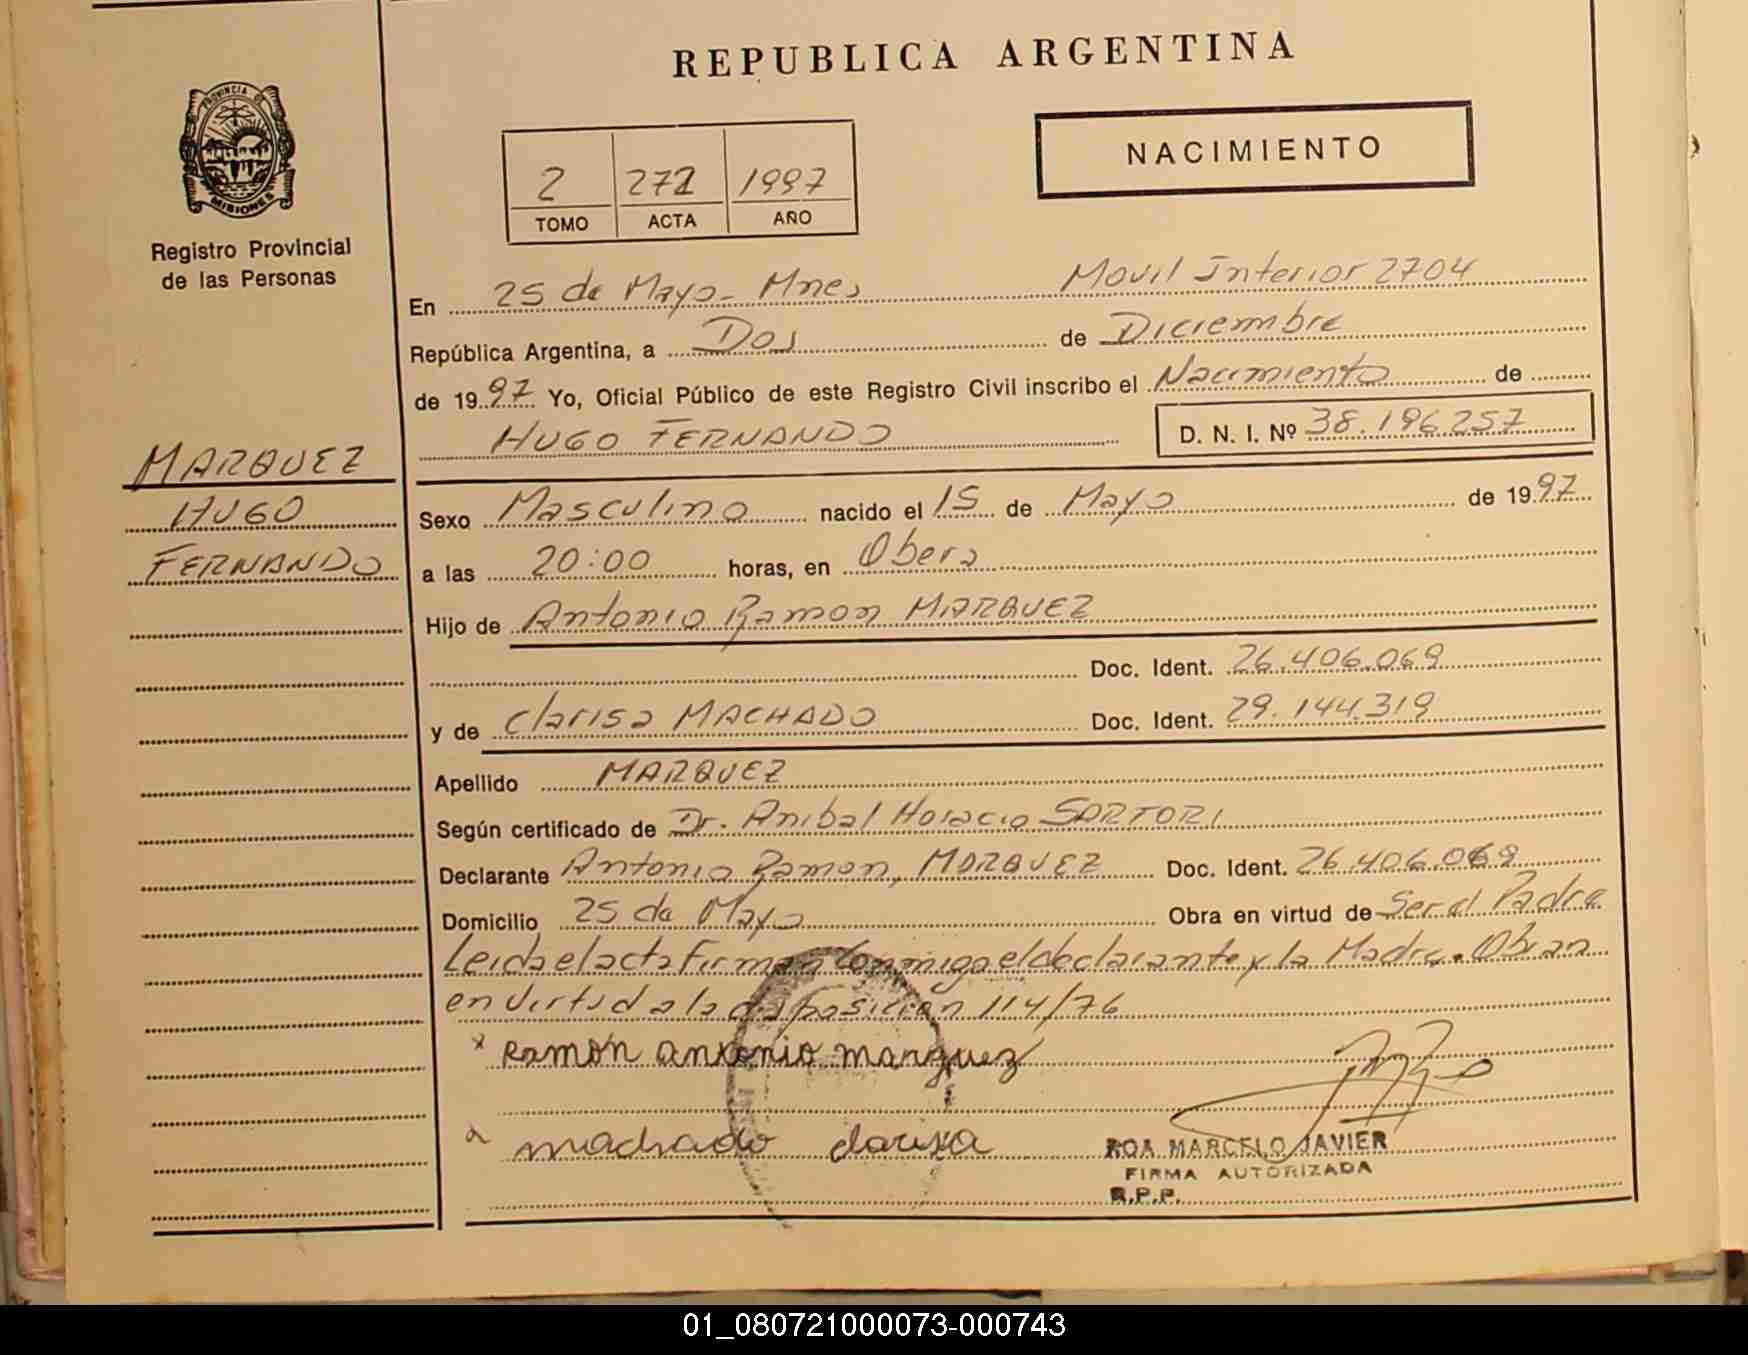 REPUBLICA ARGENTINA
PROVINCIA DE
MISIONES
Registro Provincial
de las Personas
NACIMIENTO
2 272 1997
TOMO ACTA AÑO
En 25 de Mayo- Mnes Movil Interior 2704
República Argentina, a Dos de Diciembre
de 1997 Yo, Oficial Público de este Registro Civil inscribo el Nacimiento de
HUGO FERNANDO D. N. I. Nº 38.196.257
MARQUEZ
HUGO
FERNANDO
Sexo Masculino nacido el 15 de Mayo de 1997
a las 20:00 horas, en Obera
Hijo de Antonio Ramon MARQUEZ
Doc. Ident. 26.406.069
y de Clarisa MACHADO Doc. Ident. 29.144.319
Apellido MARQUEZ
Según certificado de Dr. Anibal Horacio SARTORI
Declarante Antonio Ramon, MARQUEZ Doc. Ident. 26.406.069
Domicilio 25 de Mayo Obra en virtud de Ser el Padre
Leida el acta Firman Conmigo el declarante y la Madre. Obran
en virtud a la disposicion 114/76
x Ramón antonio marquez
x machado clarisa
ROA MARCELO JAVIER
FIRMA AUTORIZADA
R.P.P.
01_080721000073-000743